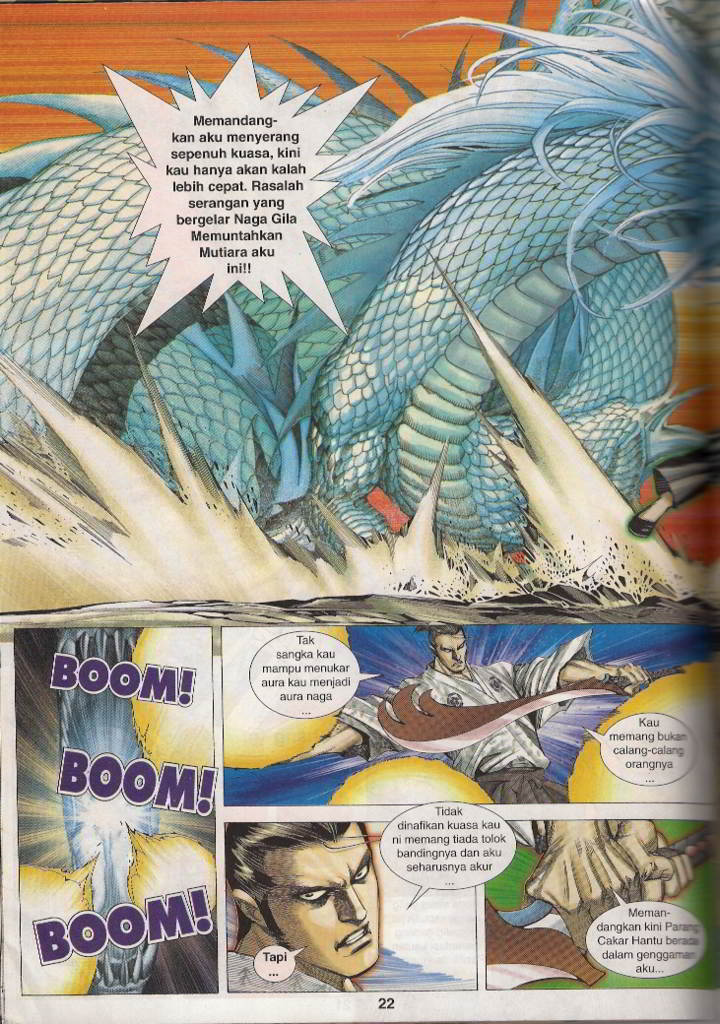 Memandang-
kan aku menyerang
sepenuh kuasa, kini
kau hanya akan kalah
lebih cepat. Rasalah
serangan yang
bergelar Naga Gila
Memuntahkan
Mutiara aku
ini!!
BOOM!
BOOM!
BOOM!
Tak
sangka kau
mampu menukar
aura kau menjadi
aura naga
...
Kau
memang bukan
calang-calang
orangnya
...
Tidak
dinafikan kuasa kau
ni memang tiada tolok
bandingnya dan aku
seharusnya akur
...
Tapi
...
Meman-
dangkan kini Parang
Cakar Hantu berada
dalam genggaman
aku...
22